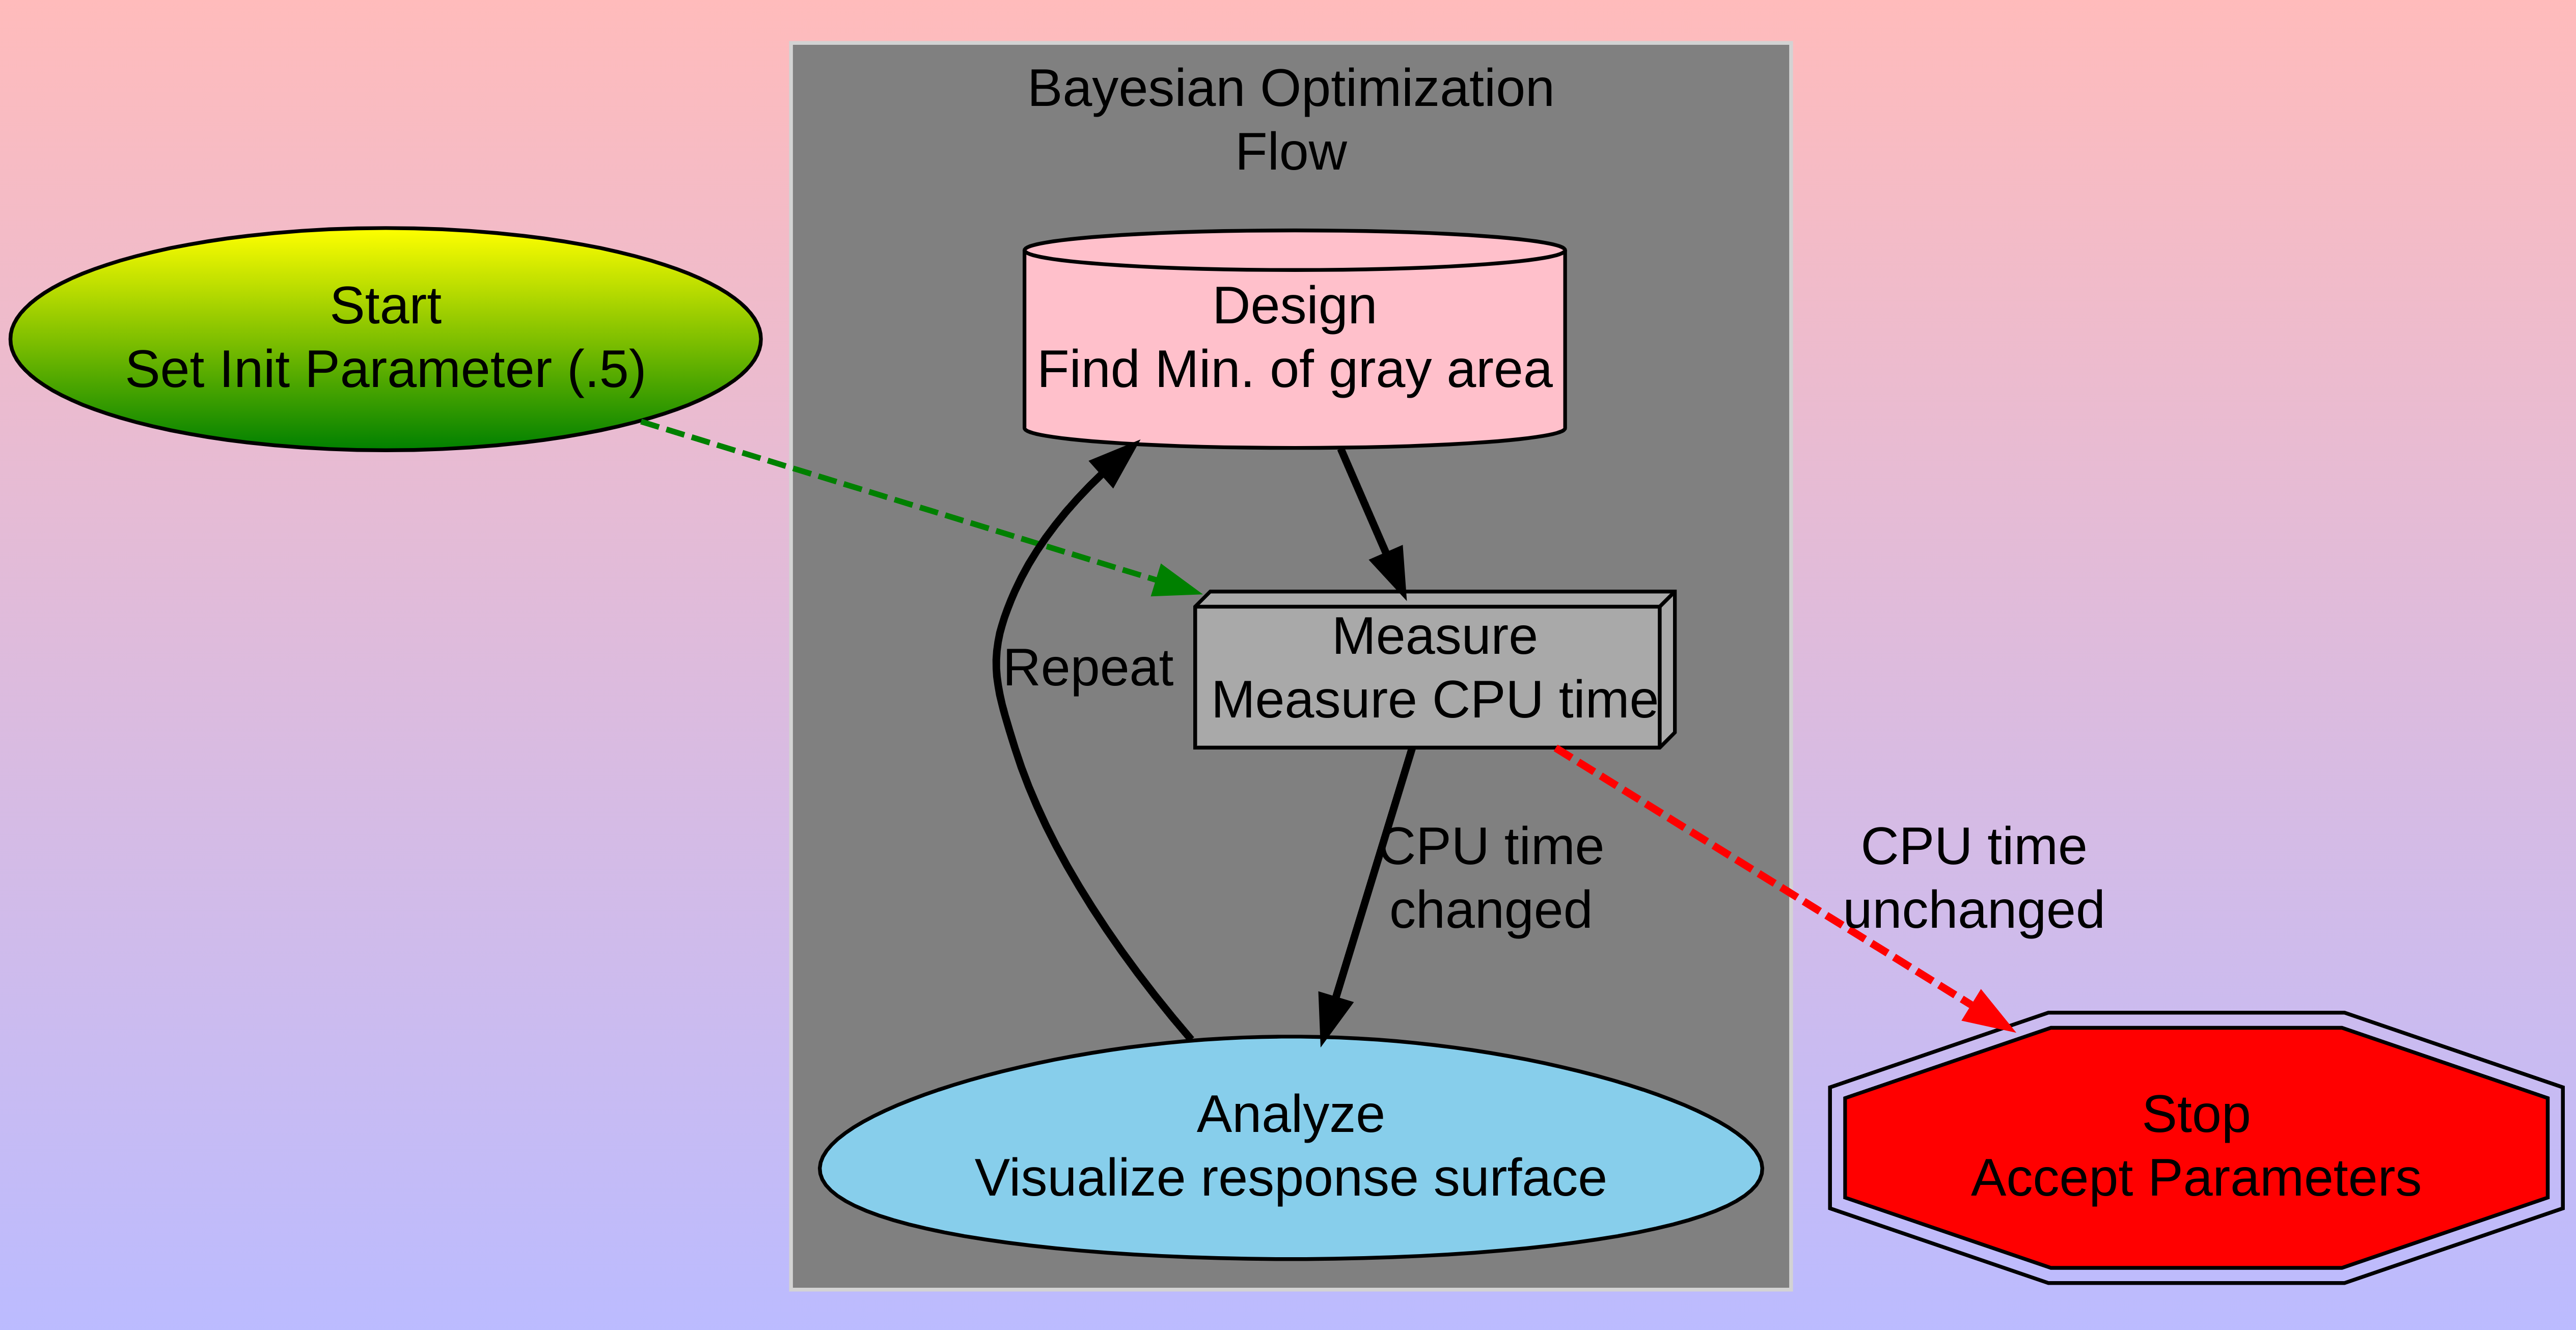 Bayesian Optimization
Flow
Start
Set Init Parameter (.5)
Design
Find Min. of gray area
Repeat
Measure
Measure CPU time
CPU time
changed
CPU time
unchanged
Analyze
Visualize response surface
Stop
Accept Parameters